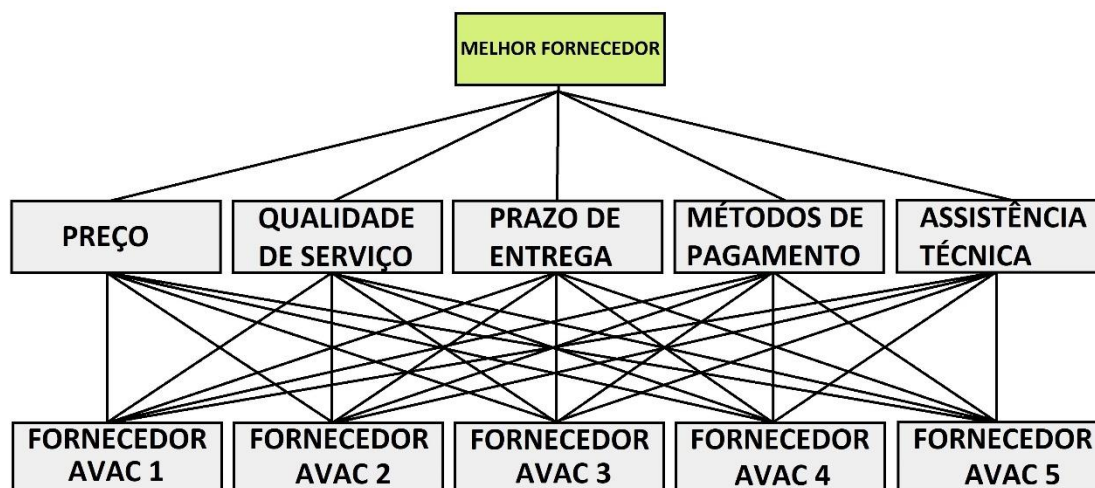 MELHOR FORNECEDOR
PREÇO
QUALIDADE
DE SERVIÇO
PRAZO DE
ENTREGA
MÉTODOS DE
PAGAMENTO
ASSISTÊNCIA
TÉCNICA
FORNECEDOR
AVAC 1
FORNECEDOR
AVAC 2
FORNECEDOR
AVAC 3
FORNECEDOR
AVAC 4
FORNECEDOR
AVAC 5